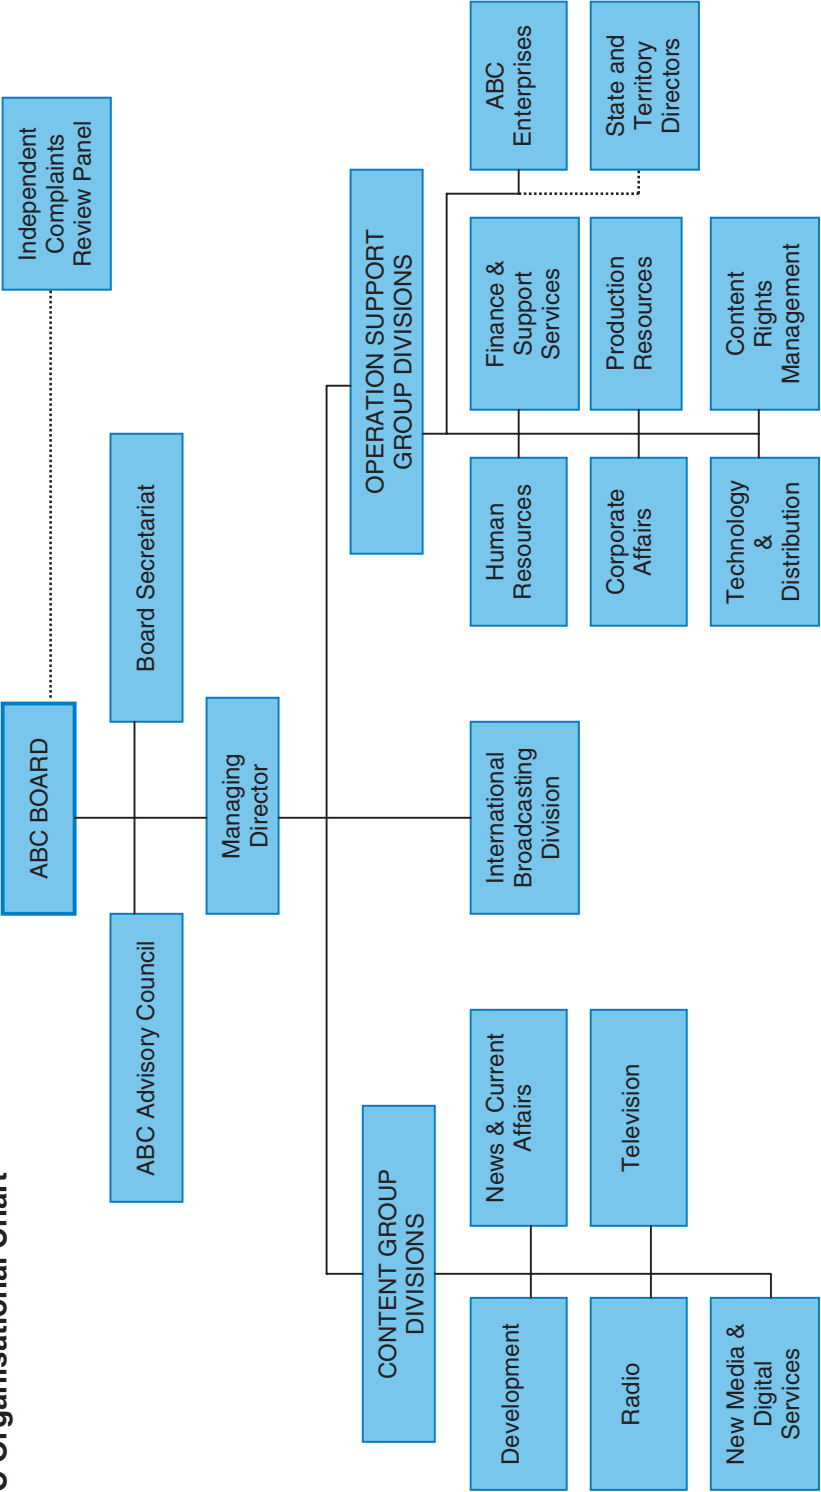 Organisational Chart
ABC BOARD
Independent
Complaints
Review Panel
ABC Advisory Council
Board Secretariat
Managing
Director
CONTENT GROUP
DIVISIONS
OPERATION SUPPORT
GROUP DIVISIONS
Development
News & Current
Affairs
Radio
Television
New Media &
Digital
Services
International
Broadcasting
Division
Human
Resources
Finance &
Support
Services
ABC
Enterprises
Corporate
Affairs
Production
Resources
State and
Territory
Directors
Technology
&
Distribution
Content
Rights
Management